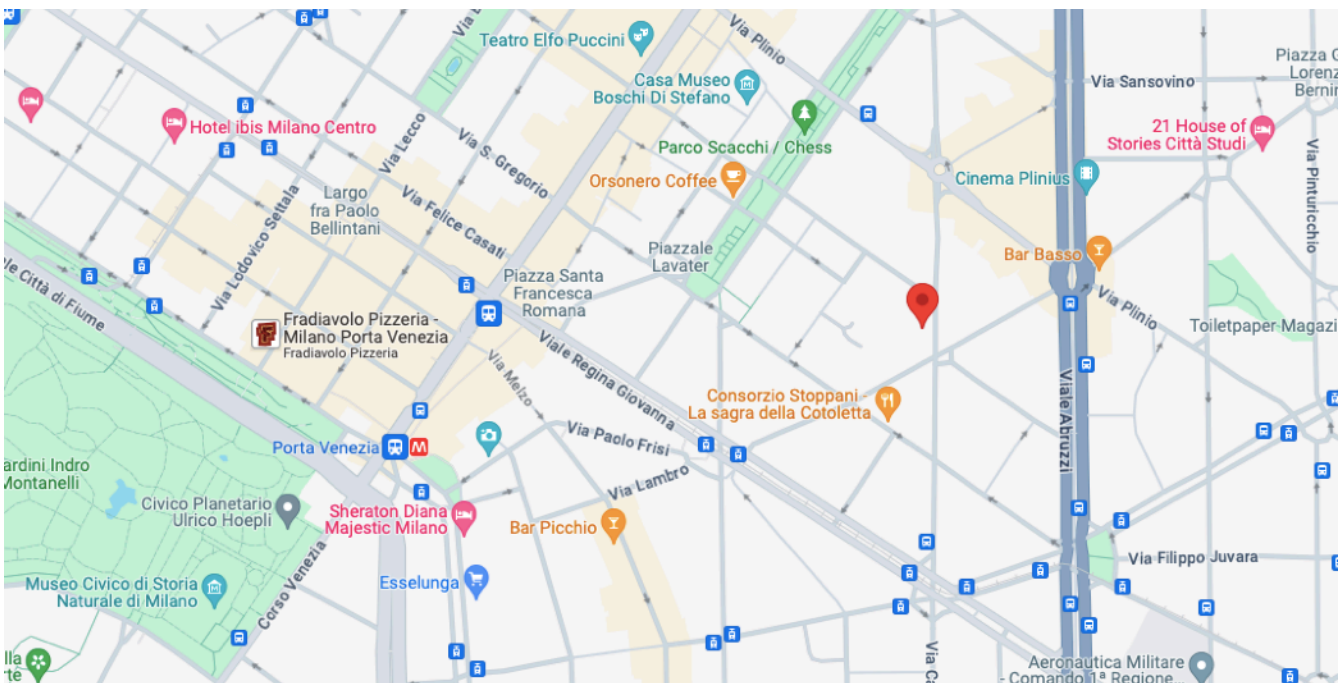 Teatro Elfo Puccini
Via Plinio
Casa Museo
Boschi Di Stefano
Via Sansovino
Hotel ibis Milano Centro
Via Lecco
Via S. Gregorio
Parco Scacchi / Chess
21 House of
Stories Città Studi
Via Pinturicchio
Orsonero Coffee
Cinema Plinius
Largo
fra Paolo
Bellintani
Via Lodovico Settala
Via Felice Casati
Piazzale
Lavater
Bar Basso
Piazza Santa
Francesca
Romana
Via Plinio
Fradiavolo Pizzeria -
Milano Porta Venezia
Fradiavolo Pizzeria
Viale Regina Giovanna
Via Melzo
Toiletpaper Magazi
Consorzio Stoppani -
La sagra della Cotoletta
Viale Abruzzi
Via Paolo Frisi
Porta Venezia
M
ardini Indro
Montanelli
Via Lambro
Civico Planetario
Ulrico Hoepli
Sheraton Diana
Majestic Milano
Bar Picchio
Corso Venezia
Via Filippo Juvara
Museo Civico di Storia
Naturale di Milano
Esselunga
Via Ca
Aeronautica Militare
- Comando 1ª Regione...
le Città di Fiume
Piazza G
Lorenz
Bernin
lla
rte